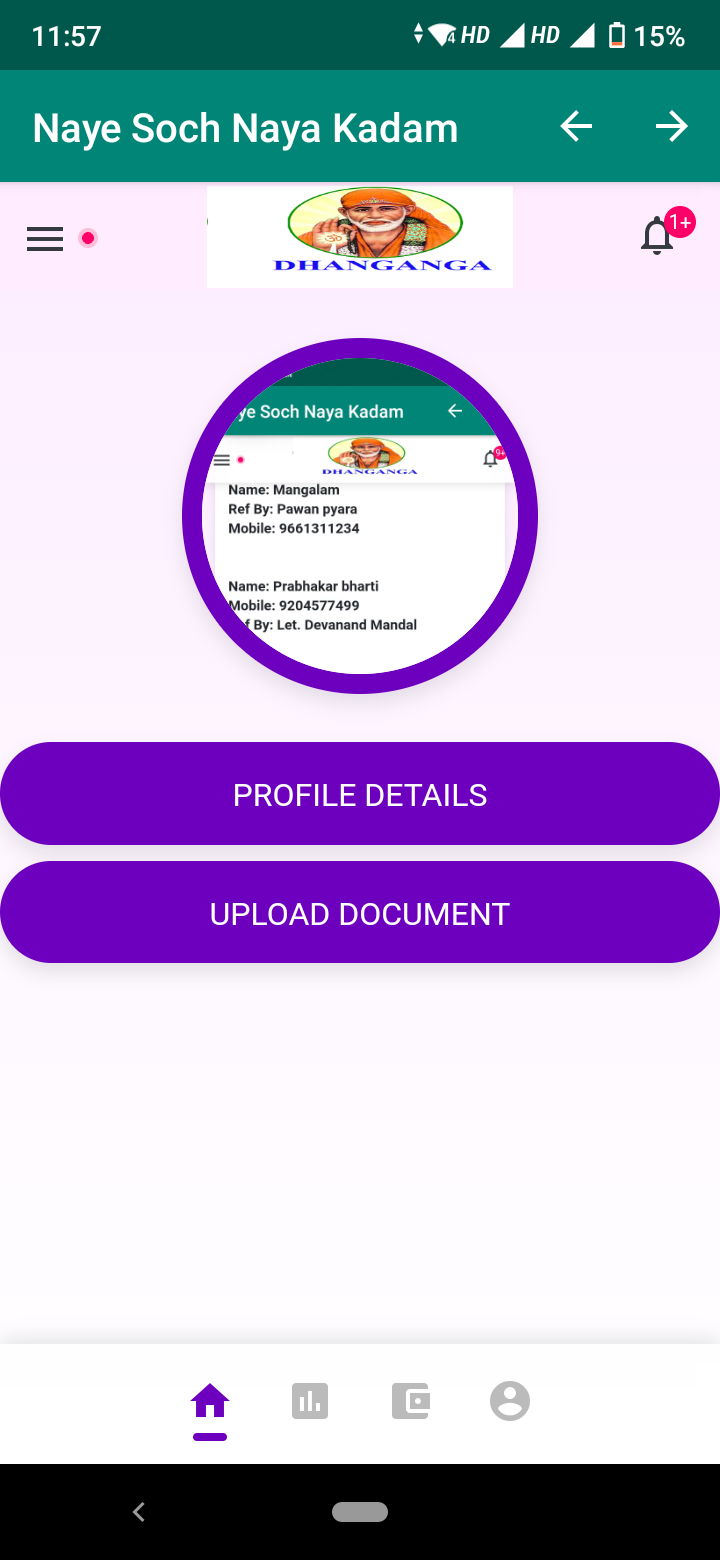 11:57
4 HD HD 15%
Naye Soch Naya Kadam
DHANGANGA
1+
ye Soch Naya Kadam
DHANGANGA
9+
Name: Mangalam
Ref By: Pawan pyara
Mobile: 9661311234
Name: Prabhakar bharti
Mobile: 9204577499
f By: Let. Devanand Mandal
PROFILE DETAILS
UPLOAD DOCUMENT